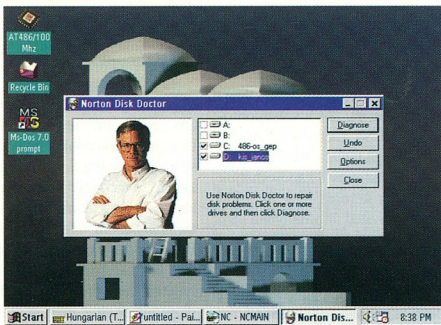 AT486/100
Mhz
Recycle Bin
MS
Ms-Dos 7.0
prompt
Norton Disk Doctor
A:
B:
C: 486-os_gep
D: kis_janos
Diagnose
Undo
Options
Close
Use Norton Disk Doctor to repair
disk problems. Click one or more
drives and then click Diagnose.
Start
Hungarian (T...
untitled - Pai...
NC - NCMAIN
Norton Dis...
8:38 PM